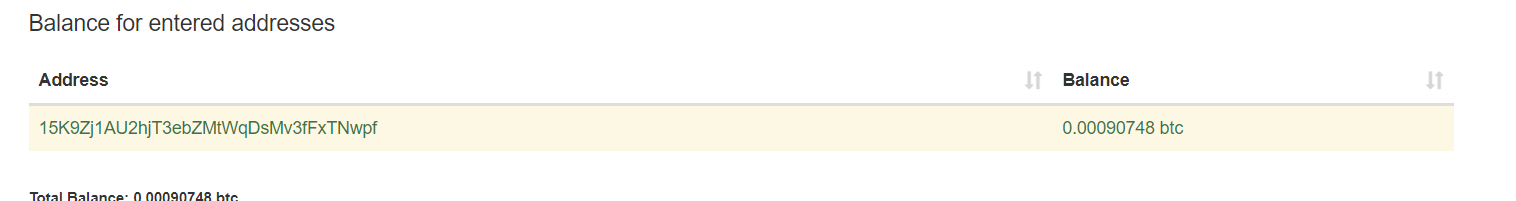 Balance for entered addresses
Address Balance
15K9Zj1AU2hjT3ebZMtWqDsMv3fFxTNwpf 0.00090748 btc
Total Balance: 0.00090748 btc